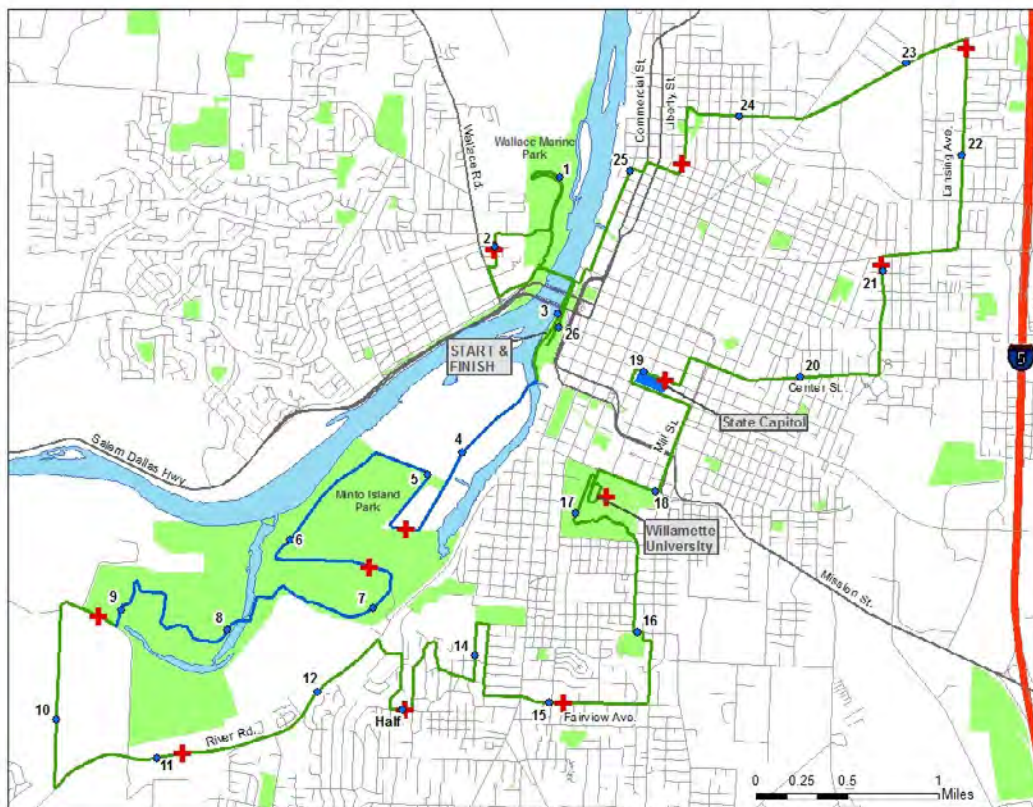 23
Commercial St.
Liberty St.
24
Wallace Rd.
Wallace Marine
Park
1
25
22
Lansing Ave.
2
21
3
26
START &
FINISH
5
19
20
Center St.
State Capitol
Mill St.
4
Salem Dallas Hwy
5
Minto Island
Park
17
18
Willamette
University
6
Mission St.
9
7
8
16
14
12
10
Half
15
Fairview Ave.
River Rd.
11
0 0.25 0.5 1
Miles